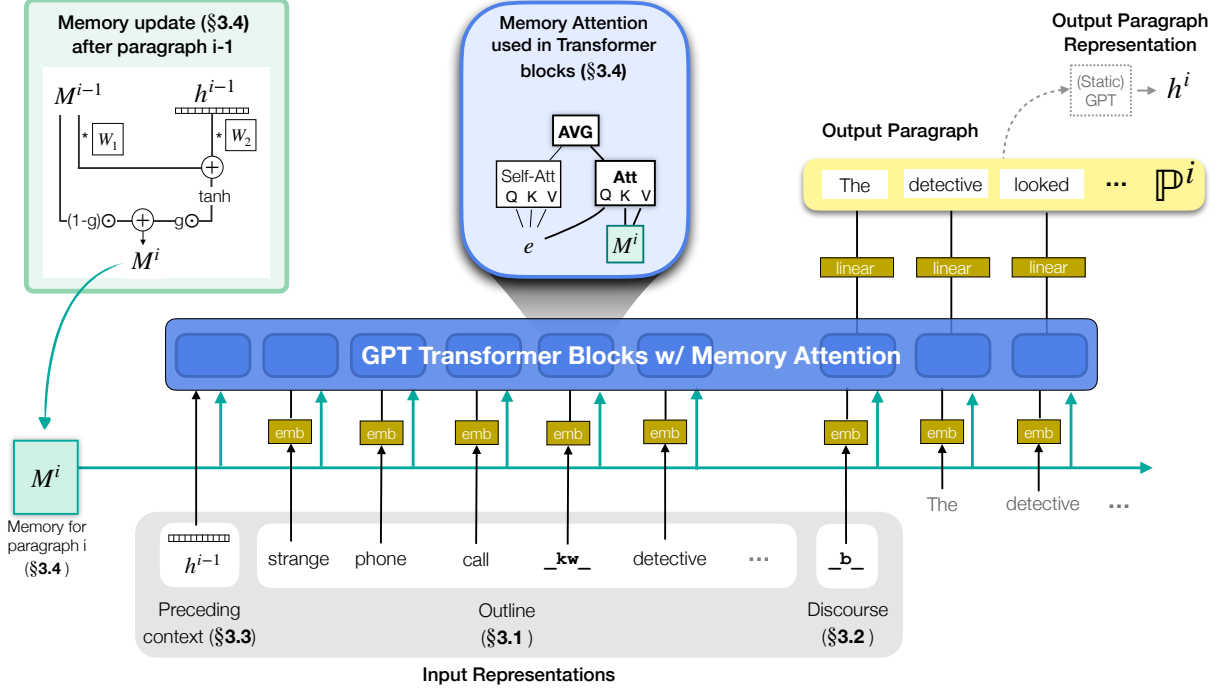 Memory update (§3.4)
after paragraph i-1
M^{i-1}
h^{i-1}
* W_1
* W_2
+
tanh
(1-g)⊙ + g⊙
M^i
Memory Attention
used in Transformer
blocks (§3.4)
AVG
Self-Att
Q K V
Att
Q K V
e
M^i
Output Paragraph
Representation
(Static)
GPT
h^i
Output Paragraph
The detective looked ... ℙ^i
linear linear linear
GPT Transformer Blocks w/ Memory Attention
emb emb emb emb emb emb emb emb
M^i
Memory for
paragraph i
(§3.4 )
The detective ...
h^{i-1}
strange phone call _kw_ detective ... _b_
Preceding
context (§3.3)
Outline
(§3.1 )
Discourse
(§3.2 )
Input Representations